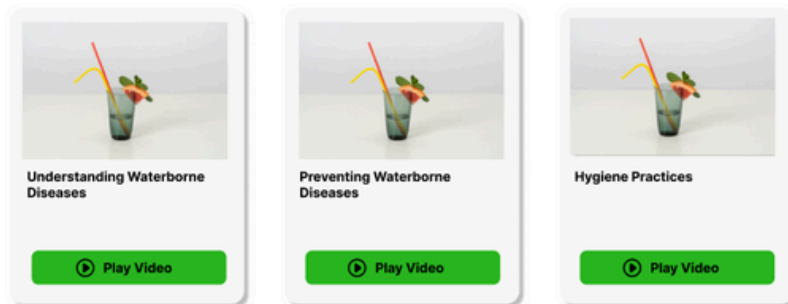 Understanding Waterborne
Diseases
Play Video
Preventing Waterborne
Diseases
Play Video
Hygiene Practices
Play Video